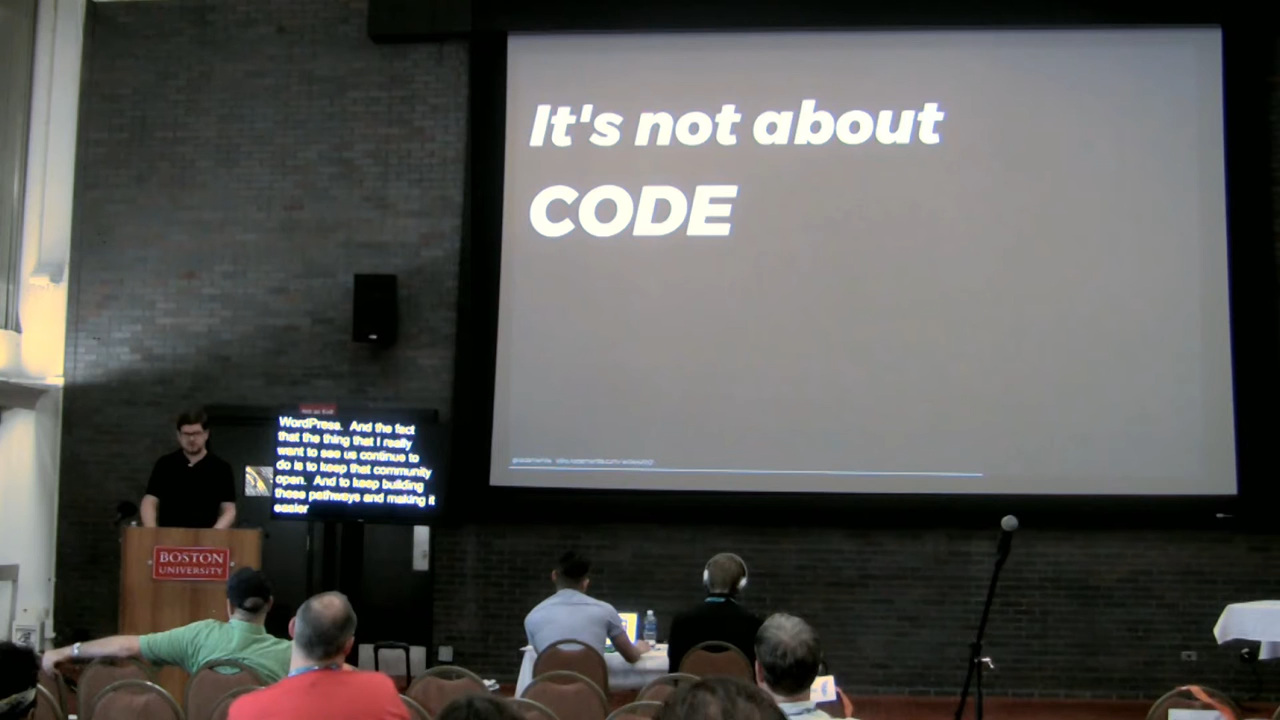 It's not about
CODE
WordPress. And the fact
that the thing that I really
want to see us continue to
do is to keep that community
open. And to keep building
these pathways and making it
easier
BOSTON
UNIVERSITY